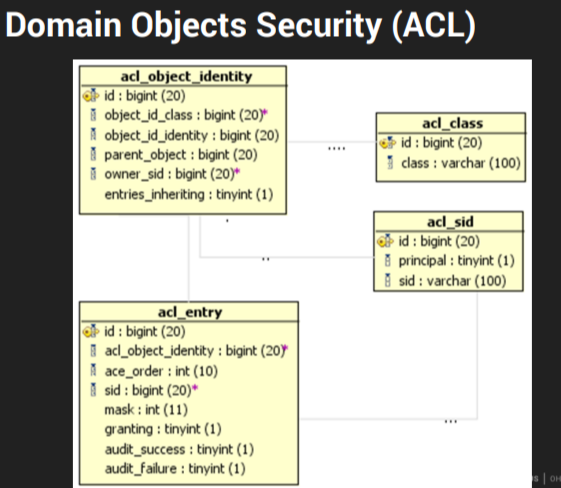 Domain Objects Security (ACL)
acl_object_identity
id : bigint (20)
object_id_class : bigint (20)*
object_id_identity : bigint (20)
parent_object : bigint (20)
owner_sid : bigint (20)*
entries_inheriting : tinyint (1)
acl_class
id : bigint (20)
class : varchar (100)
acl_sid
id : bigint (20)
principal : tinyint (1)
sid : varchar (100)
acl_entry
id : bigint (20)
acl_object_identity : bigint (20)*
ace_order : int (10)
sid : bigint (20)*
mask : int (11)
granting : tinyint (1)
audit_success : tinyint (1)
audit_failure : tinyint (1)